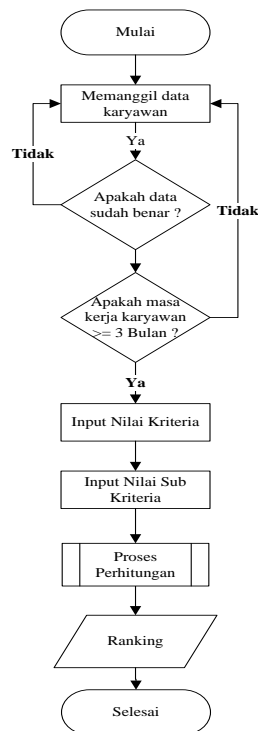 Mulai
Memanggil data
karyawan
Ya
Tidak
Apakah data
sudah benar ?
Tidak
Apakah masa
kerja karyawan
>= 3 Bulan ?
Ya
Input Nilai Kriteria
Input Nilai Sub
Kriteria
Proses
Perhitungan
Ranking
Selesai